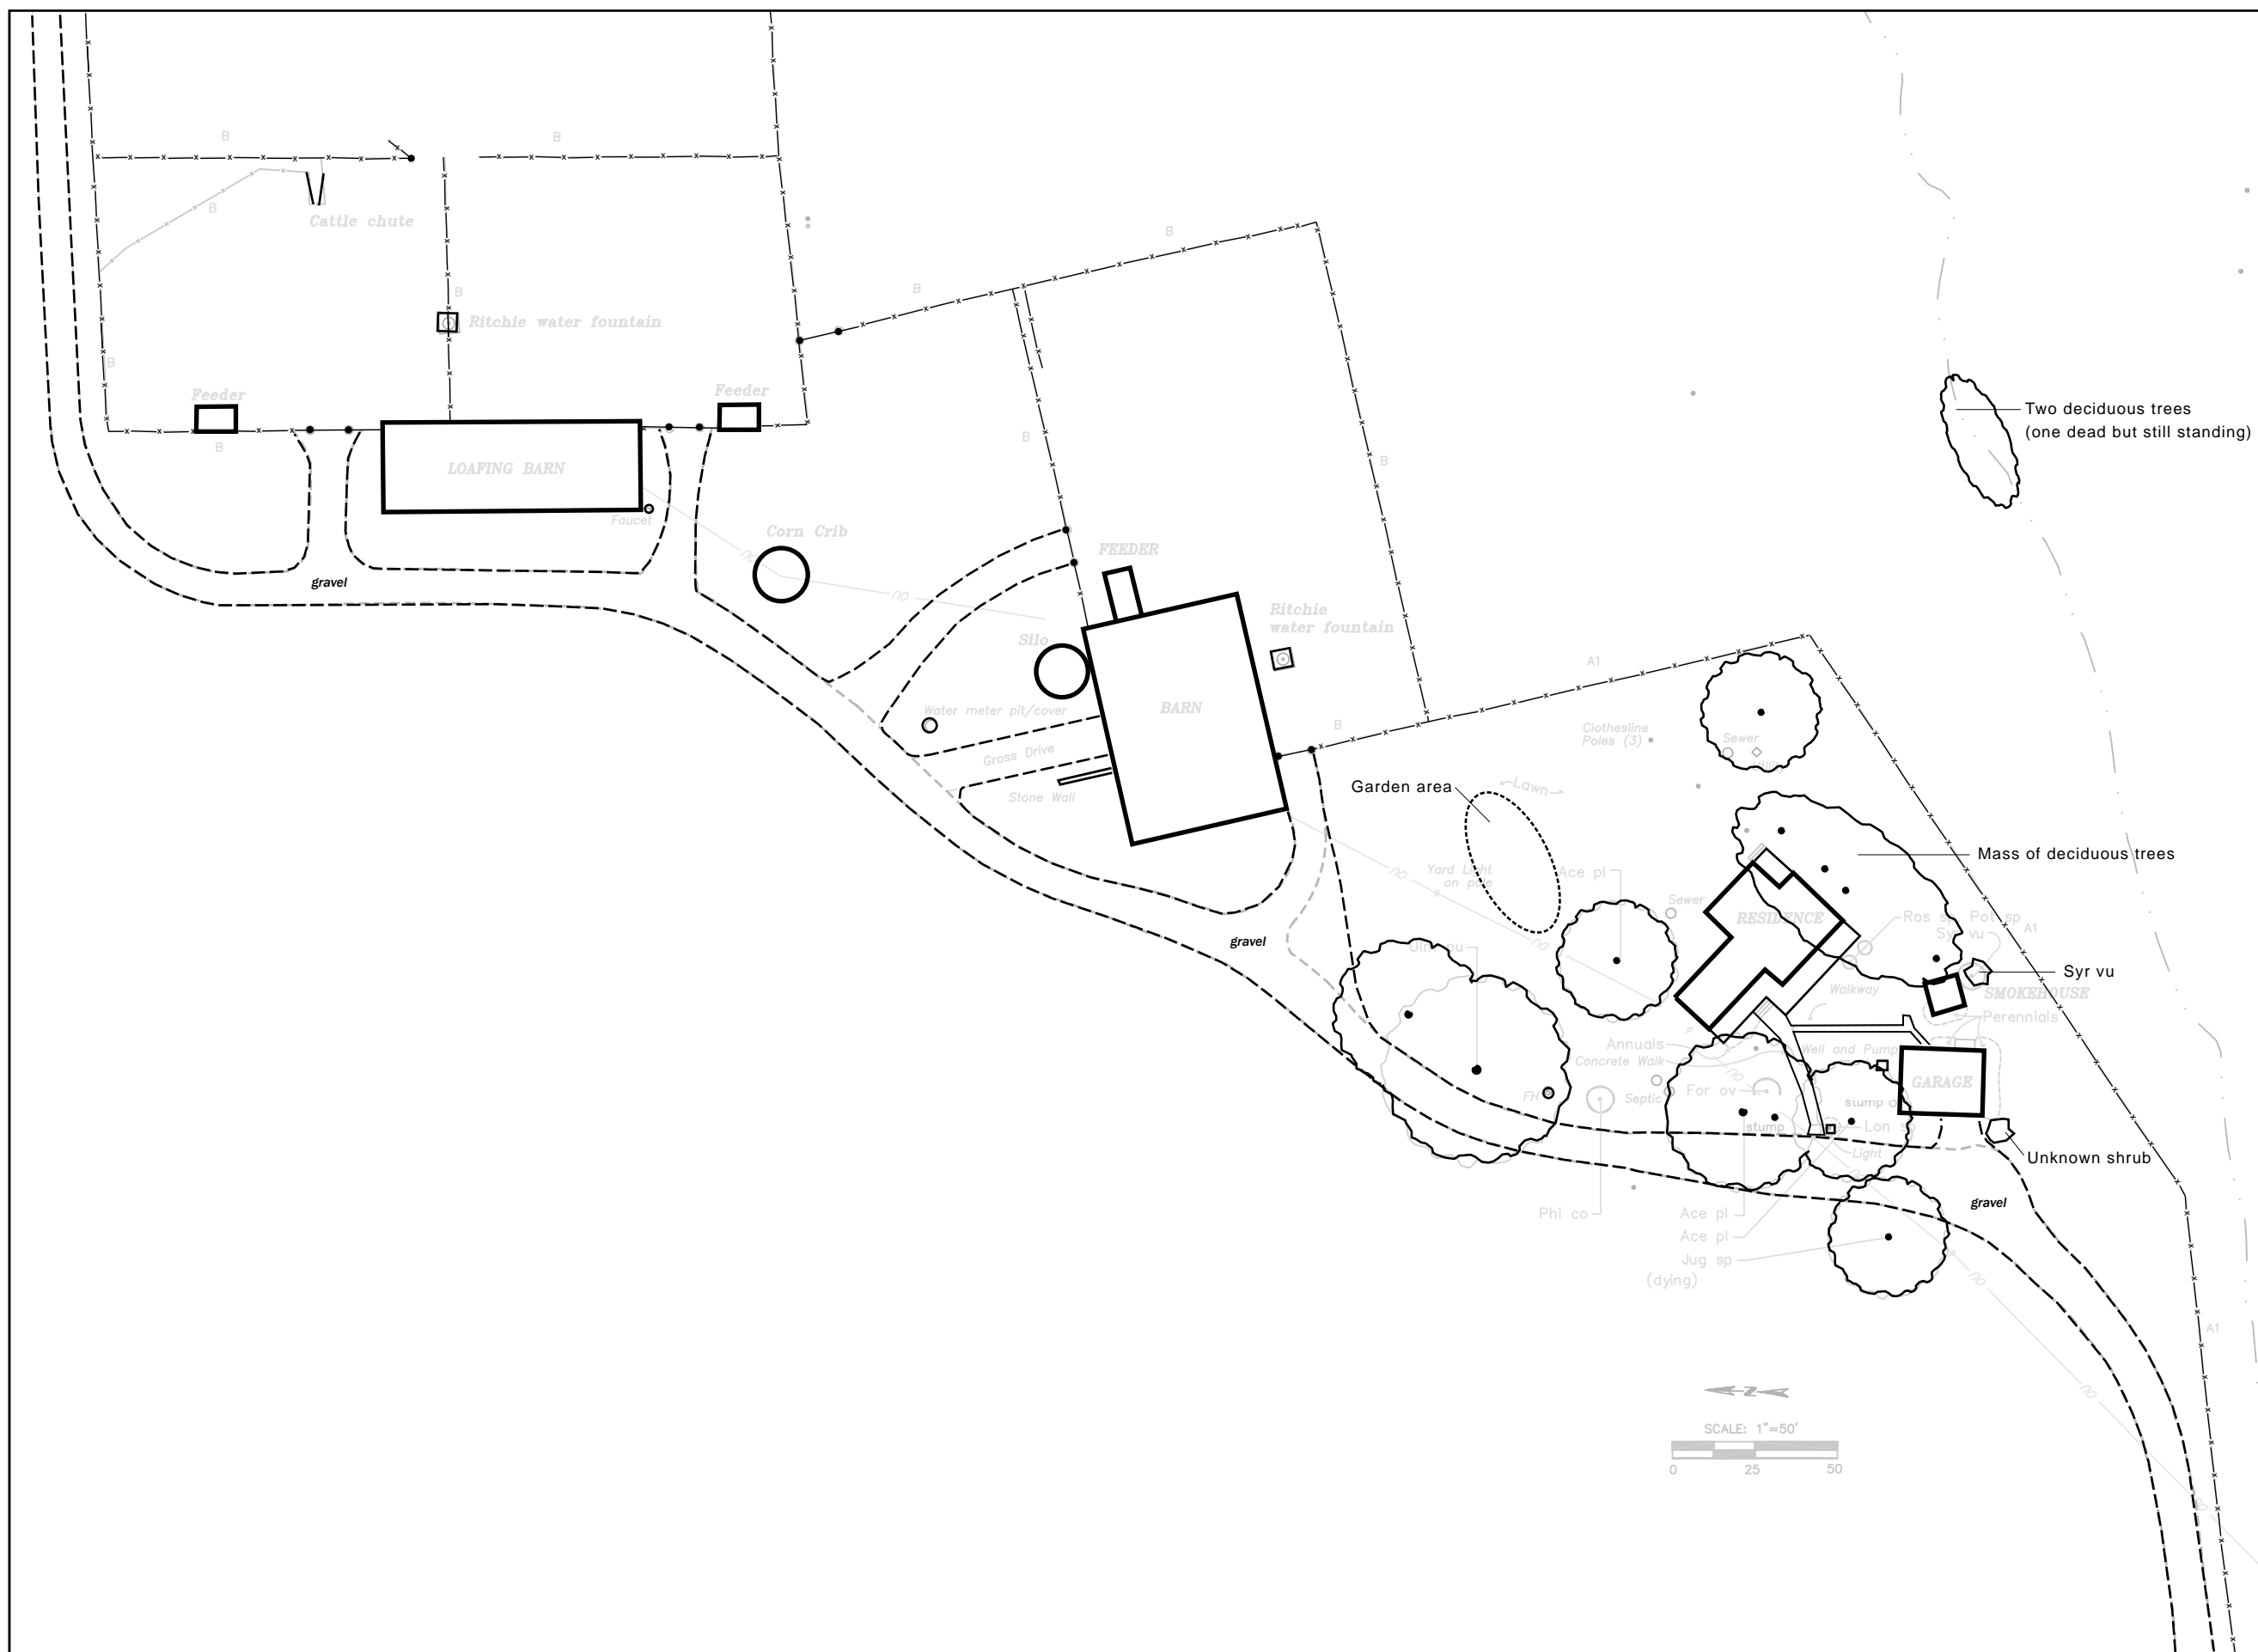 B
B
B
Cattle chute
B
B
B
B
Ritchie water fountain
B
Feeder
Feeder
Two deciduous trees
(one dead but still standing)
B
B
B
LOAFING BARN
Faucet
Corn Crib
FEEDER
gravel
Ritchie
water fountain
Silo
A1
Water meter pit/cover
BARN
B
Clothesline
Poles (3)
Sewer
Utility
Grass Drive
Stone Wall
Garden area
Lawn
Mass of deciduous trees
Yard Light
on pole
Ace pl
Sewer
RESIDENCE
Pot sp
A1
gravel
Syr vu
Walkway
SMOKEHOUSE
Perennials
Annuals
Concrete Walk
Well and Pump
GARAGE
FH
Septic
For ov
stump
stump
Light
Unknown shrub
gravel
Phi co
Ace pl
Ace pl
Jug sp
(dying)
A1
N
SCALE: 1"=50'
0 25 50